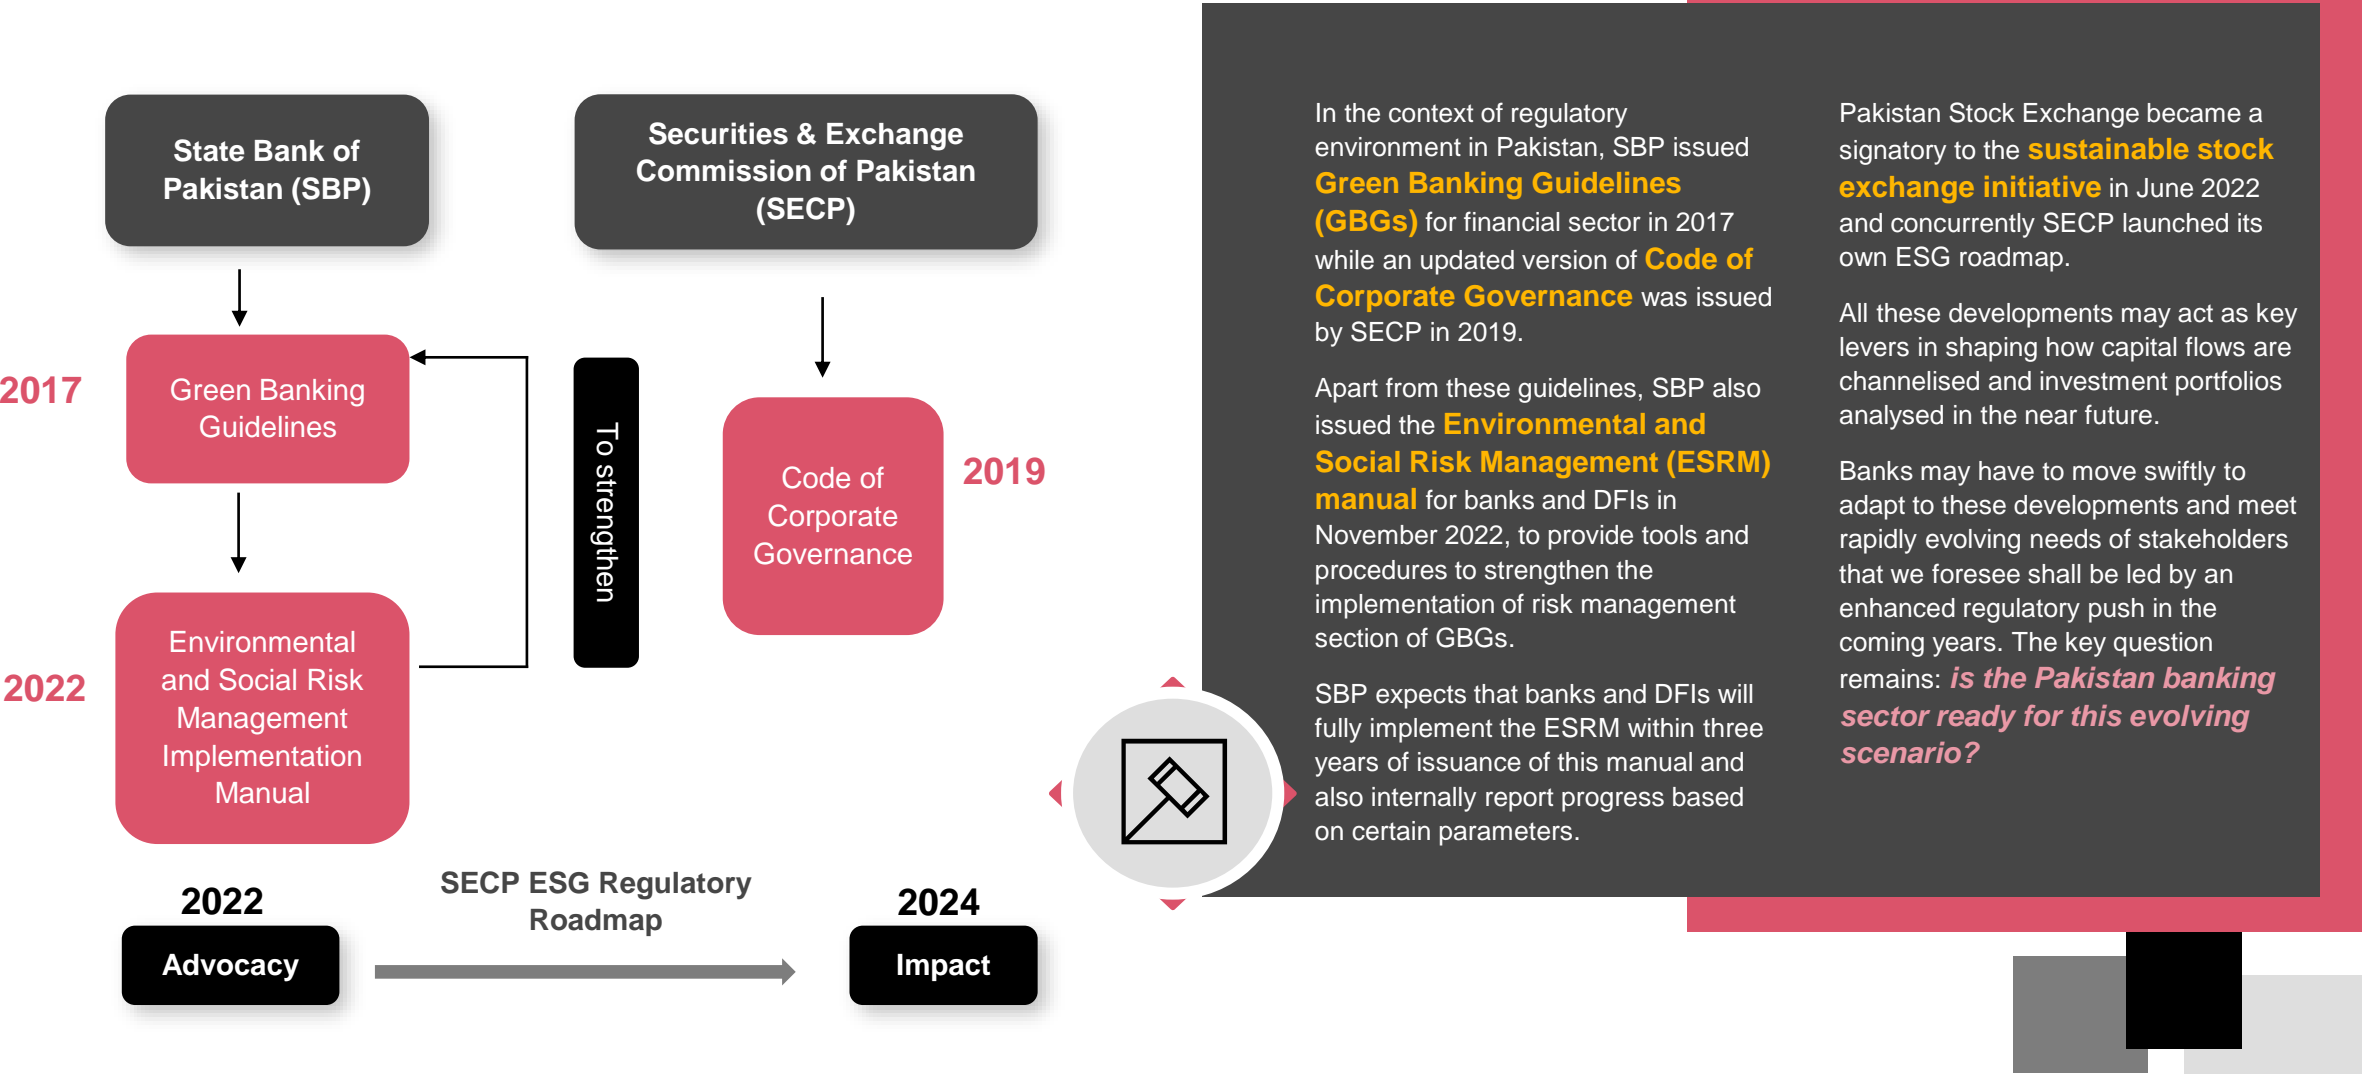 State Bank of
Pakistan (SBP)
Securities & Exchange
Commission of Pakistan
(SECP)
2017
Green Banking
Guidelines
To strengthen
Code of
Corporate
Governance
2019
2022
Environmental
and Social Risk
Management
Implementation
Manual
2022
Advocacy
SECP ESG Regulatory
Roadmap
2024
Impact
In the context of regulatory
environment in Pakistan, SBP issued
Green Banking Guidelines
(GBGs) for financial sector in 2017
while an updated version of Code of
Corporate Governance was issued
by SECP in 2019.
Apart from these guidelines, SBP also
issued the Environmental and
Social Risk Management (ESRM)
manual for banks and DFIs in
November 2022, to provide tools and
procedures to strengthen the
implementation of risk management
section of GBGs.
SBP expects that banks and DFIs will
fully implement the ESRM within three
years of issuance of this manual and
also internally report progress based
on certain parameters.
Pakistan Stock Exchange became a
signatory to the sustainable stock
exchange initiative in June 2022
and concurrently SECP launched its
own ESG roadmap.
All these developments may act as key
levers in shaping how capital flows are
channelised and investment portfolios
analysed in the near future.
Banks may have to move swiftly to
adapt to these developments and meet
rapidly evolving needs of stakeholders
that we foresee shall be led by an
enhanced regulatory push in the
coming years. The key question
remains: is the Pakistan banking
sector ready for this evolving
scenario?